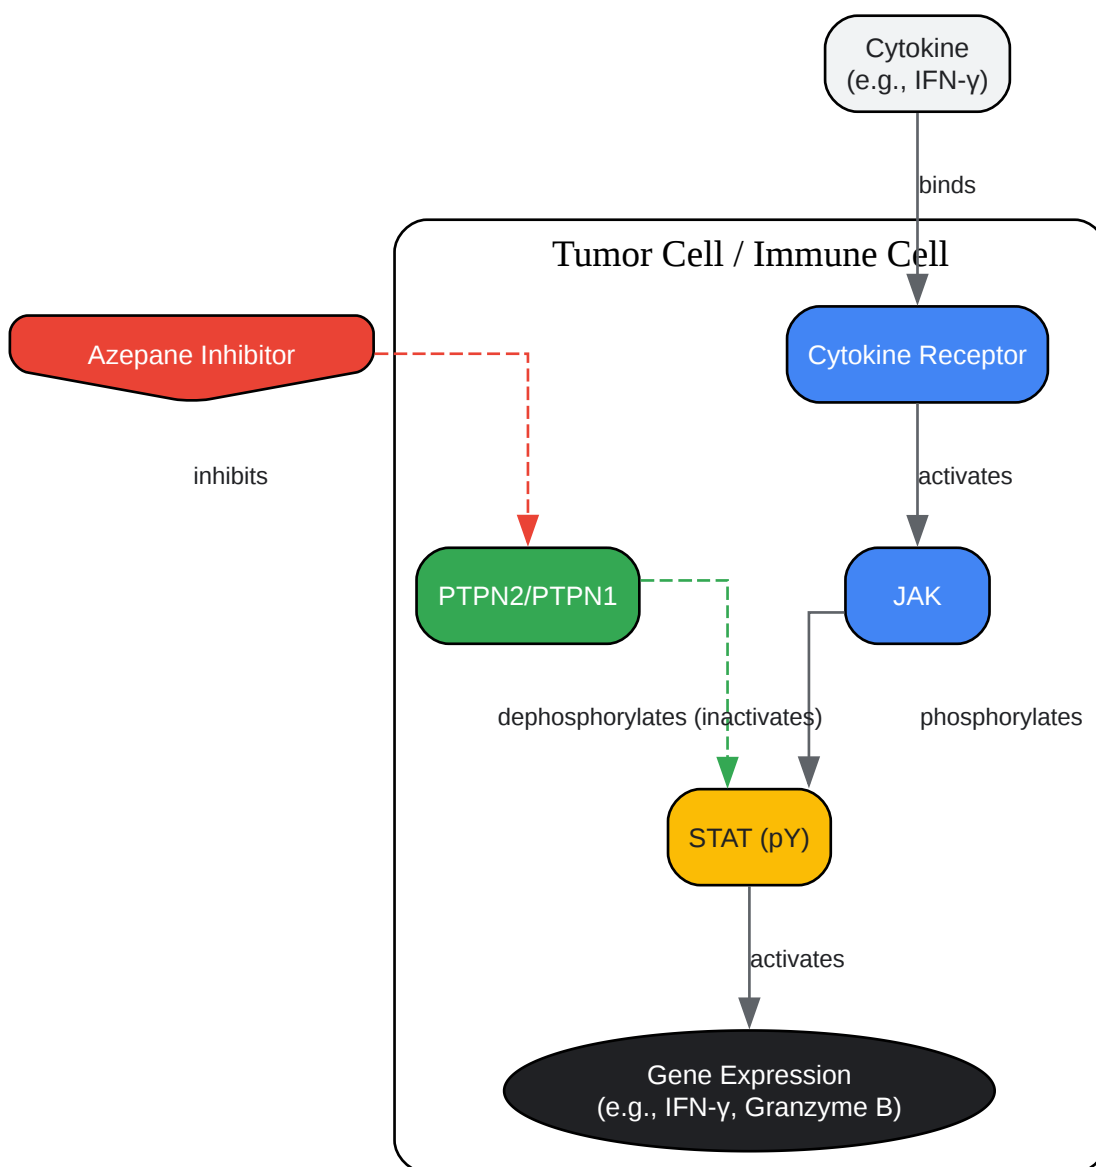 Cytokine
(e.g., IFN-γ)
binds
Tumor Cell / Immune Cell
Azepane Inhibitor
Cytokine Receptor
inhibits
activates
PTPN2/PTPN1
JAK
dephosphorylates (inactivates)
phosphorylates
STAT (pY)
activates
Gene Expression
(e.g., IFN-γ, Granzyme B)